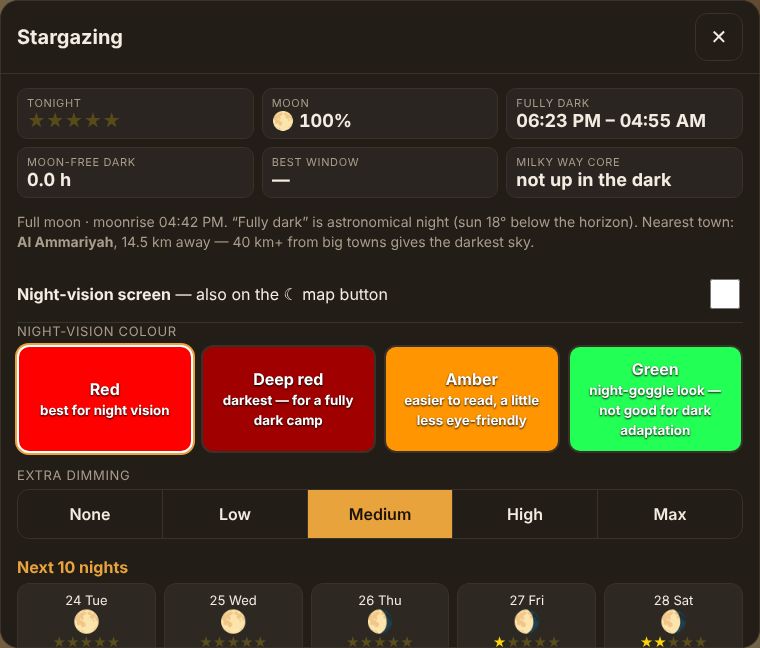 Stargazing
✕
TONIGHT
★★★★★
MOON
🌕 100%
FULLY DARK
06:23 PM – 04:55 AM
MOON-FREE DARK
0.0 h
BEST WINDOW
—
MILKY WAY CORE
not up in the dark
Full moon · moonrise 04:42 PM. “Fully dark” is astronomical night (sun 18° below the horizon). Nearest town:
Al Ammariyah, 14.5 km away — 40 km+ from big towns gives the darkest sky.
Night-vision screen — also on the ☾ map button
NIGHT-VISION COLOUR
Red
best for night vision
Deep red
darkest — for a fully
dark camp
Amber
easier to read, a little
less eye-friendly
Green
night-goggle look —
not good for dark
adaptation
EXTRA DIMMING
None
Low
Medium
High
Max
Next 10 nights
24 Tue
25 Wed
26 Thu
27 Fri
28 Sat